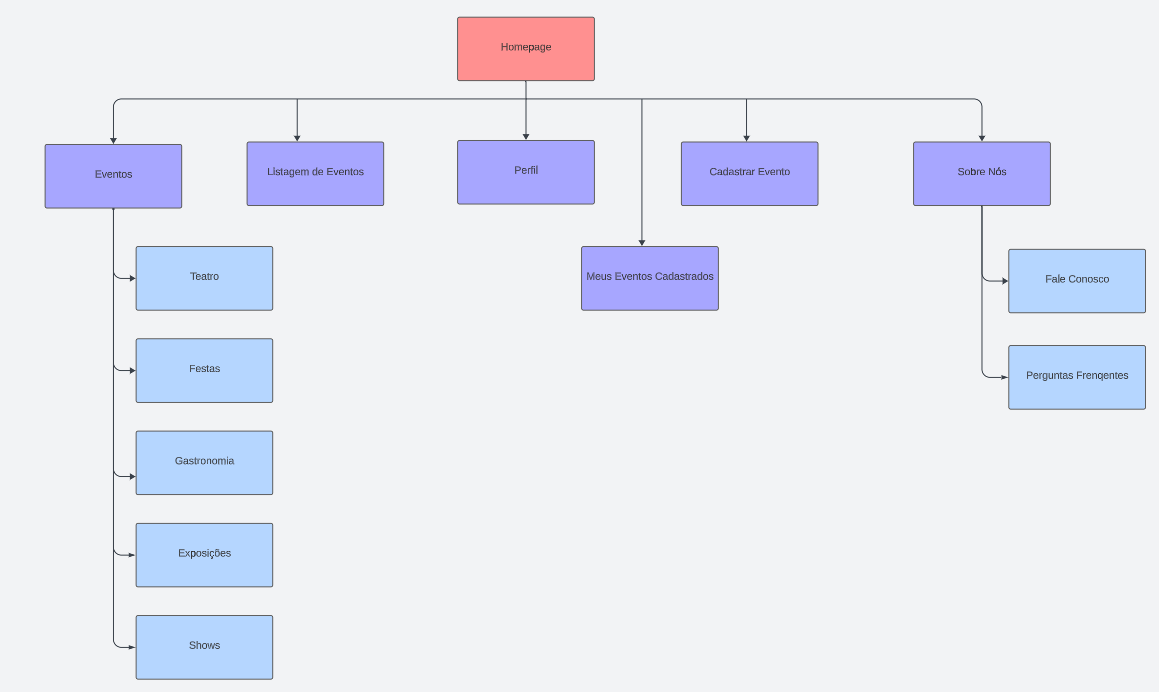 Homepage
Eventos
Listagem de Eventos
Perfil
Cadastrar Evento
Sobre Nós
Meus Eventos Cadastrados
Teatro
Festas
Gastronomia
Exposições
Shows
Fale Conosco
Perguntas Frenqentes